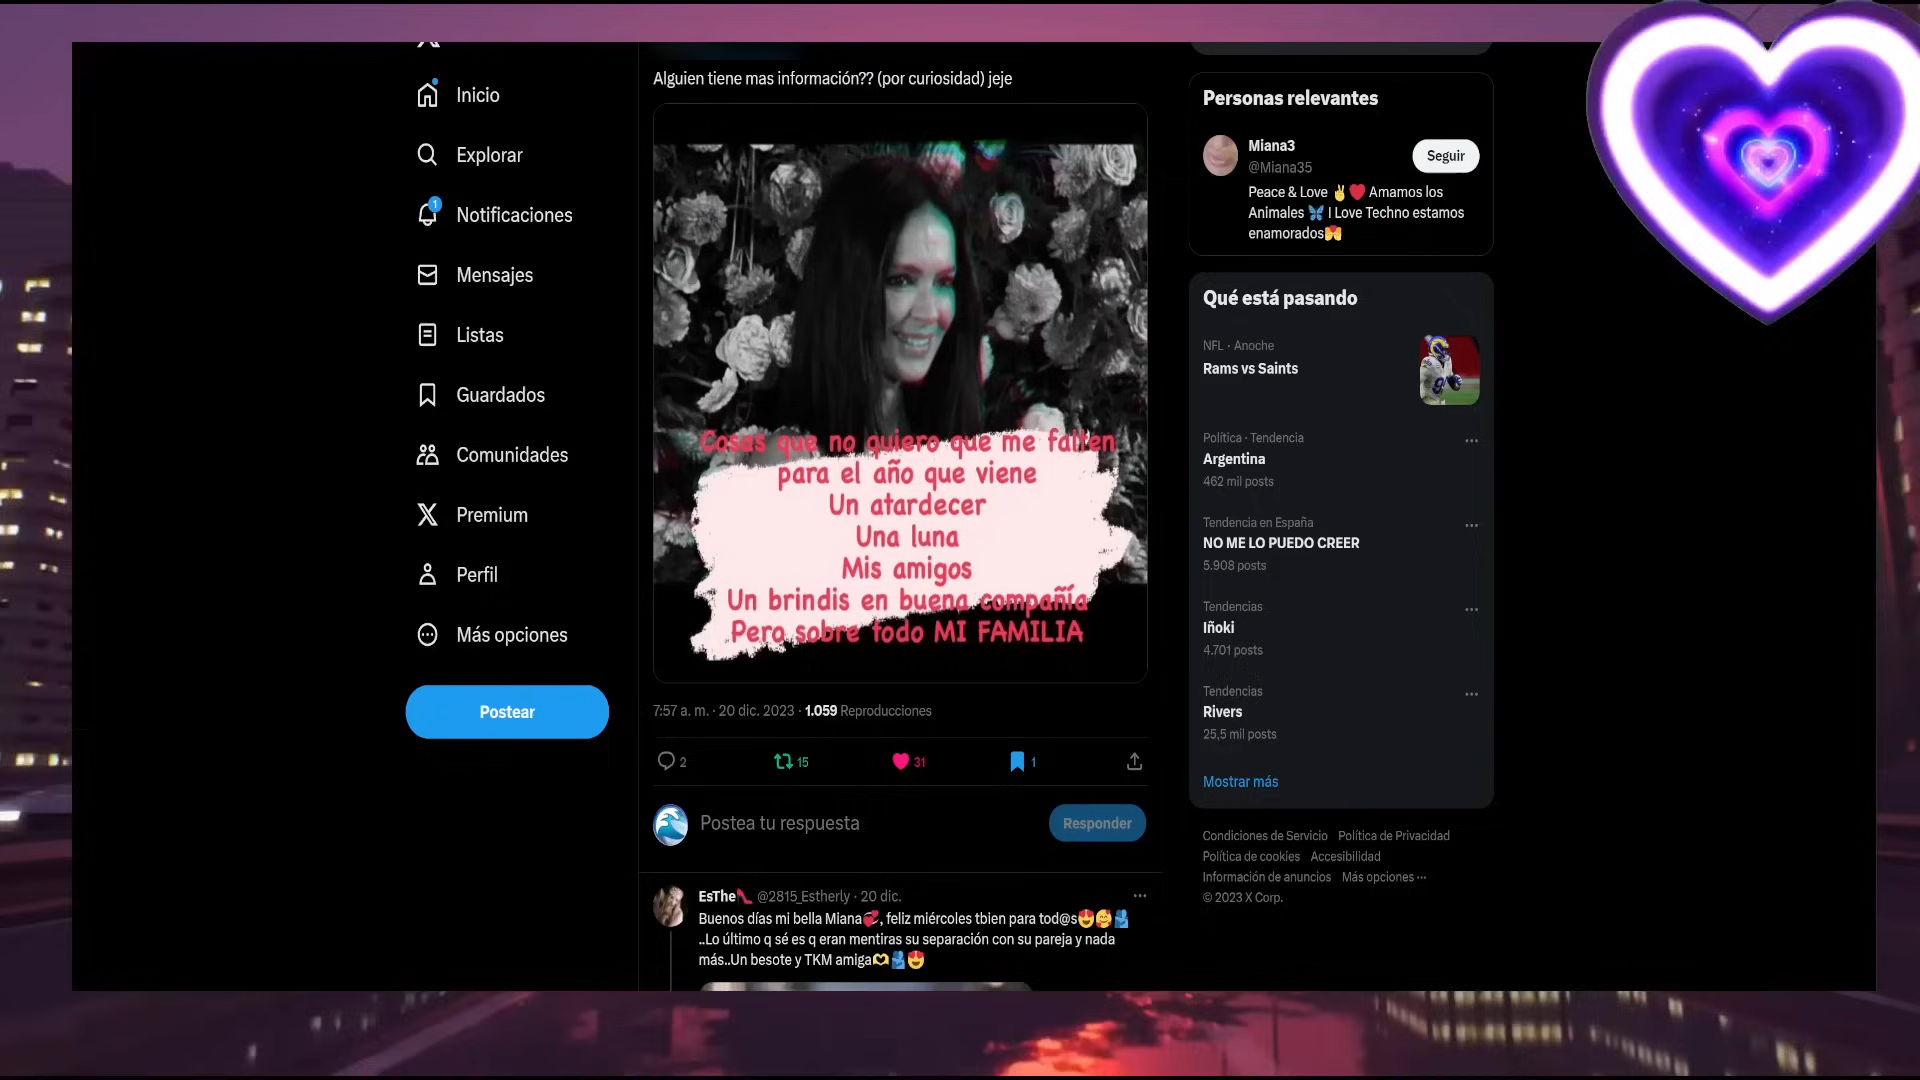 Inicio
Explorar
1
Notificaciones
Mensajes
Listas
Guardados
Comunidades
Premium
Perfil
Más opciones
Postear
Alguien tiene mas información?? (por curiosidad) jeje
Cosas que no quiero que me falten
para el año que viene
Un atardecer
Una luna
Mis amigos
Un brindis en buena compañía
Pero sobre todo MI FAMILIA
7:57 a. m. · 20 dic. 2023 · 1.059 Reproducciones
2
15
31
1
Postea tu respuesta
Responder
EsThe @2815_Estherly · 20 dic.
Buenos días mi bella Miana💞, feliz miércoles tbien para tod@s😍🥰🫂
..Lo último q sé es q eran mentiras su separación con su pareja y nada
más..Un besote y TKM amiga🫶🫂😍
Personas relevantes
Miana3
@Miana35
Seguir
Peace & Love ✌️❤️ Amamos los
Animales 🦋 I Love Techno estamos
enamorados
Qué está pasando
NFL · Anoche
Rams vs Saints
Política · Tendencia
Argentina
462 mil posts
Tendencia en España
NO ME LO PUEDO CREER
5.908 posts
Tendencias
Iñoki
4.701 posts
Tendencias
Rivers
25,5 mil posts
Mostrar más
Condiciones de Servicio Política de Privacidad
Política de cookies Accesibilidad
Información de anuncios Más opciones ···
© 2023 X Corp.